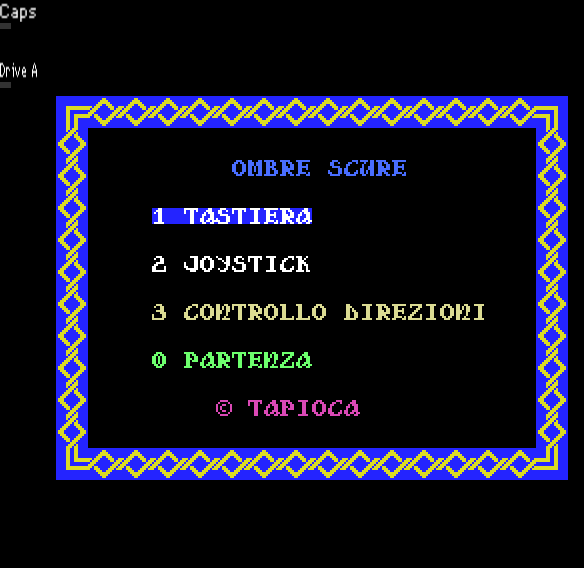 Caps
Drive A
OMBRE SCURE
1 TASTIERA
2 JOYSTICK
3 CONTROLLO DIREZIONI
0 PARTENZA
© TAPIOCA